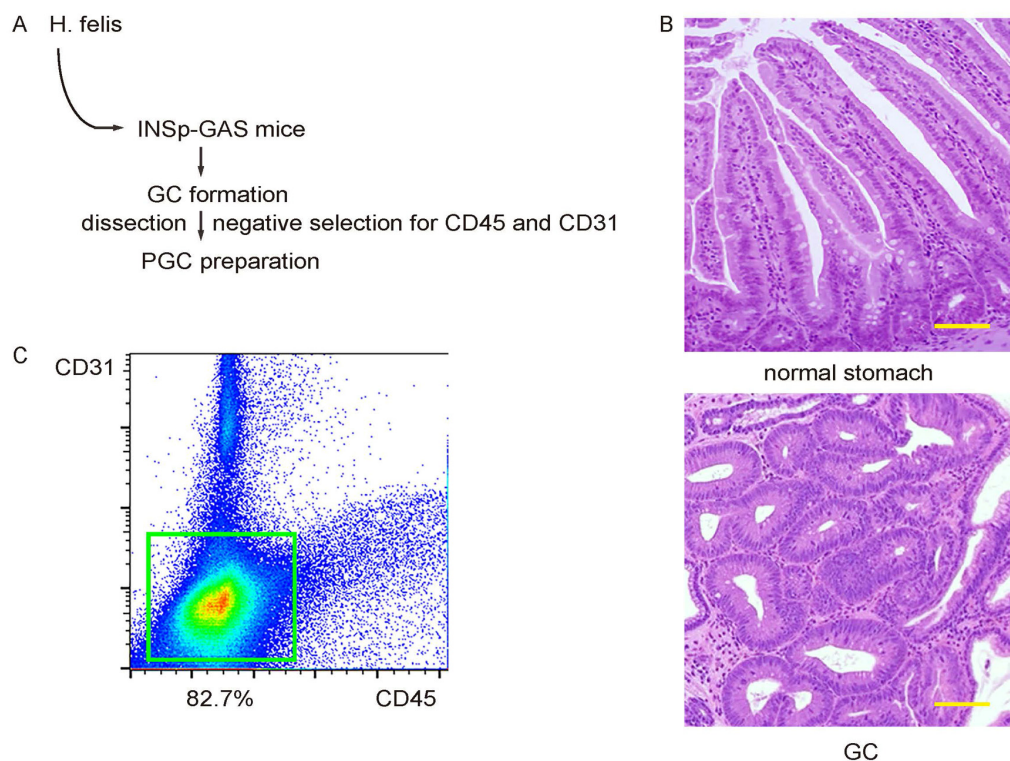 A H. felis
INSp-GAS mice
GC formation
dissection negative selection for CD45 and CD31
PGC preparation
B
normal stomach
GC
C
CD31
82.7% CD45